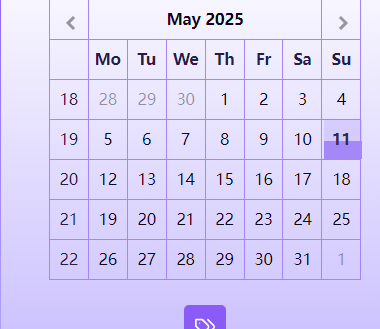 May 2025
Mo Tu We Th Fr Sa Su
18 28 29 30 1 2 3 4
19 5 6 7 8 9 10 11
20 12 13 14 15 16 17 18
21 19 20 21 22 23 24 25
22 26 27 28 29 30 31 1